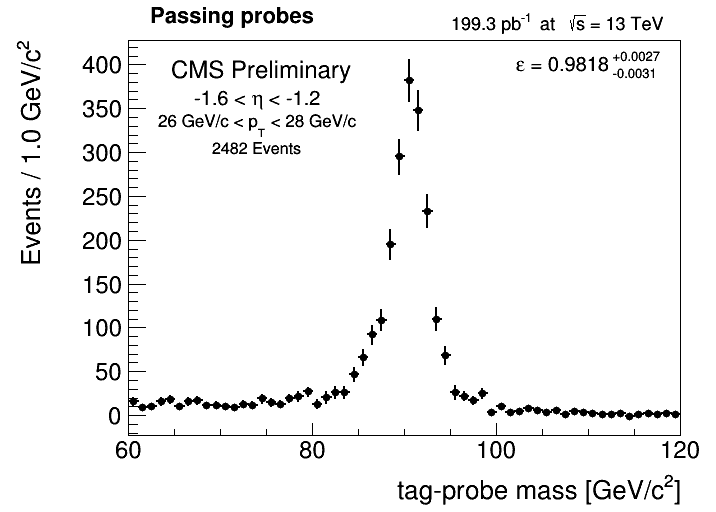 Passing probes
199.3 pb⁻¹ at √s = 13 TeV
CMS Preliminary
-1.6 < η < -1.2
26 GeV/c < p_T < 28 GeV/c
2482 Events
ε = 0.9818 +0.0027 -0.0031
Events / 1.0 GeV/c²
400
350
300
250
200
150
100
50
0
60 80 100 120
tag-probe mass [GeV/c²]